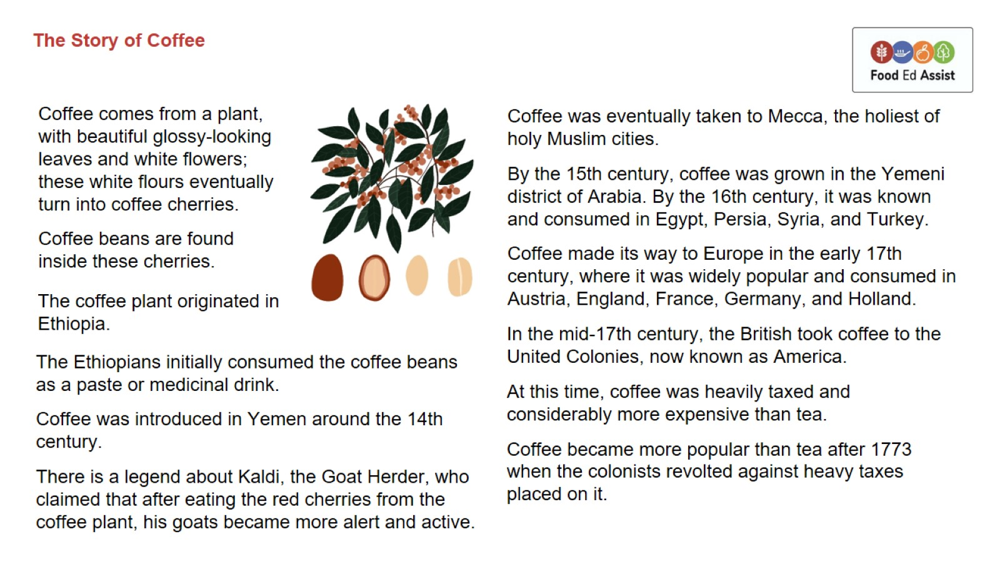 The Story of Coffee
Food Ed Assist
Coffee comes from a plant,
with beautiful glossy-looking
leaves and white flowers;
these white flours eventually
turn into coffee cherries.
Coffee beans are found
inside these cherries.
The coffee plant originated in
Ethiopia.
The Ethiopians initially consumed the coffee beans
as a paste or medicinal drink.
Coffee was introduced in Yemen around the 14th
century.
There is a legend about Kaldi, the Goat Herder, who
claimed that after eating the red cherries from the
coffee plant, his goats became more alert and active.
Coffee was eventually taken to Mecca, the holiest of
holy Muslim cities.
By the 15th century, coffee was grown in the Yemeni
district of Arabia. By the 16th century, it was known
and consumed in Egypt, Persia, Syria, and Turkey.
Coffee made its way to Europe in the early 17th
century, where it was widely popular and consumed in
Austria, England, France, Germany, and Holland.
In the mid-17th century, the British took coffee to the
United Colonies, now known as America.
At this time, coffee was heavily taxed and
considerably more expensive than tea.
Coffee became more popular than tea after 1773
when the colonists revolted against heavy taxes
placed on it.